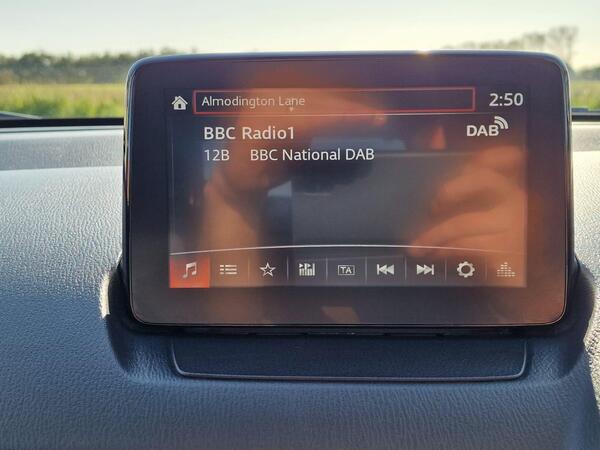 Almodington Lane 2:50
BBC Radio1 DAB
12B BBC National DAB
TA